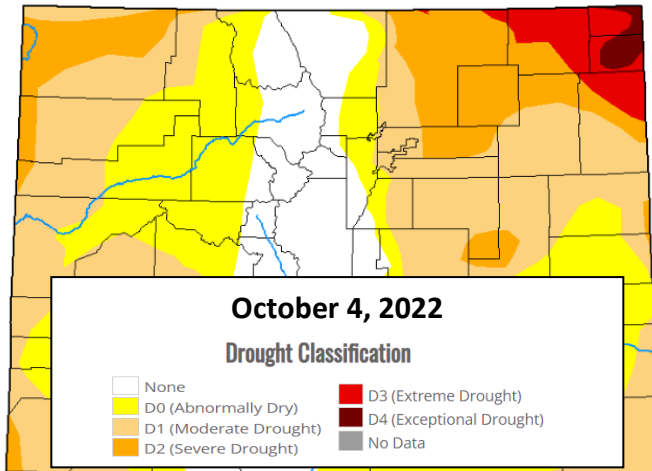 October 4, 2022
Drought Classification
None
D0 (Abnormally Dry)
D1 (Moderate Drought)
D2 (Severe Drought)
D3 (Extreme Drought)
D4 (Exceptional Drought)
No Data